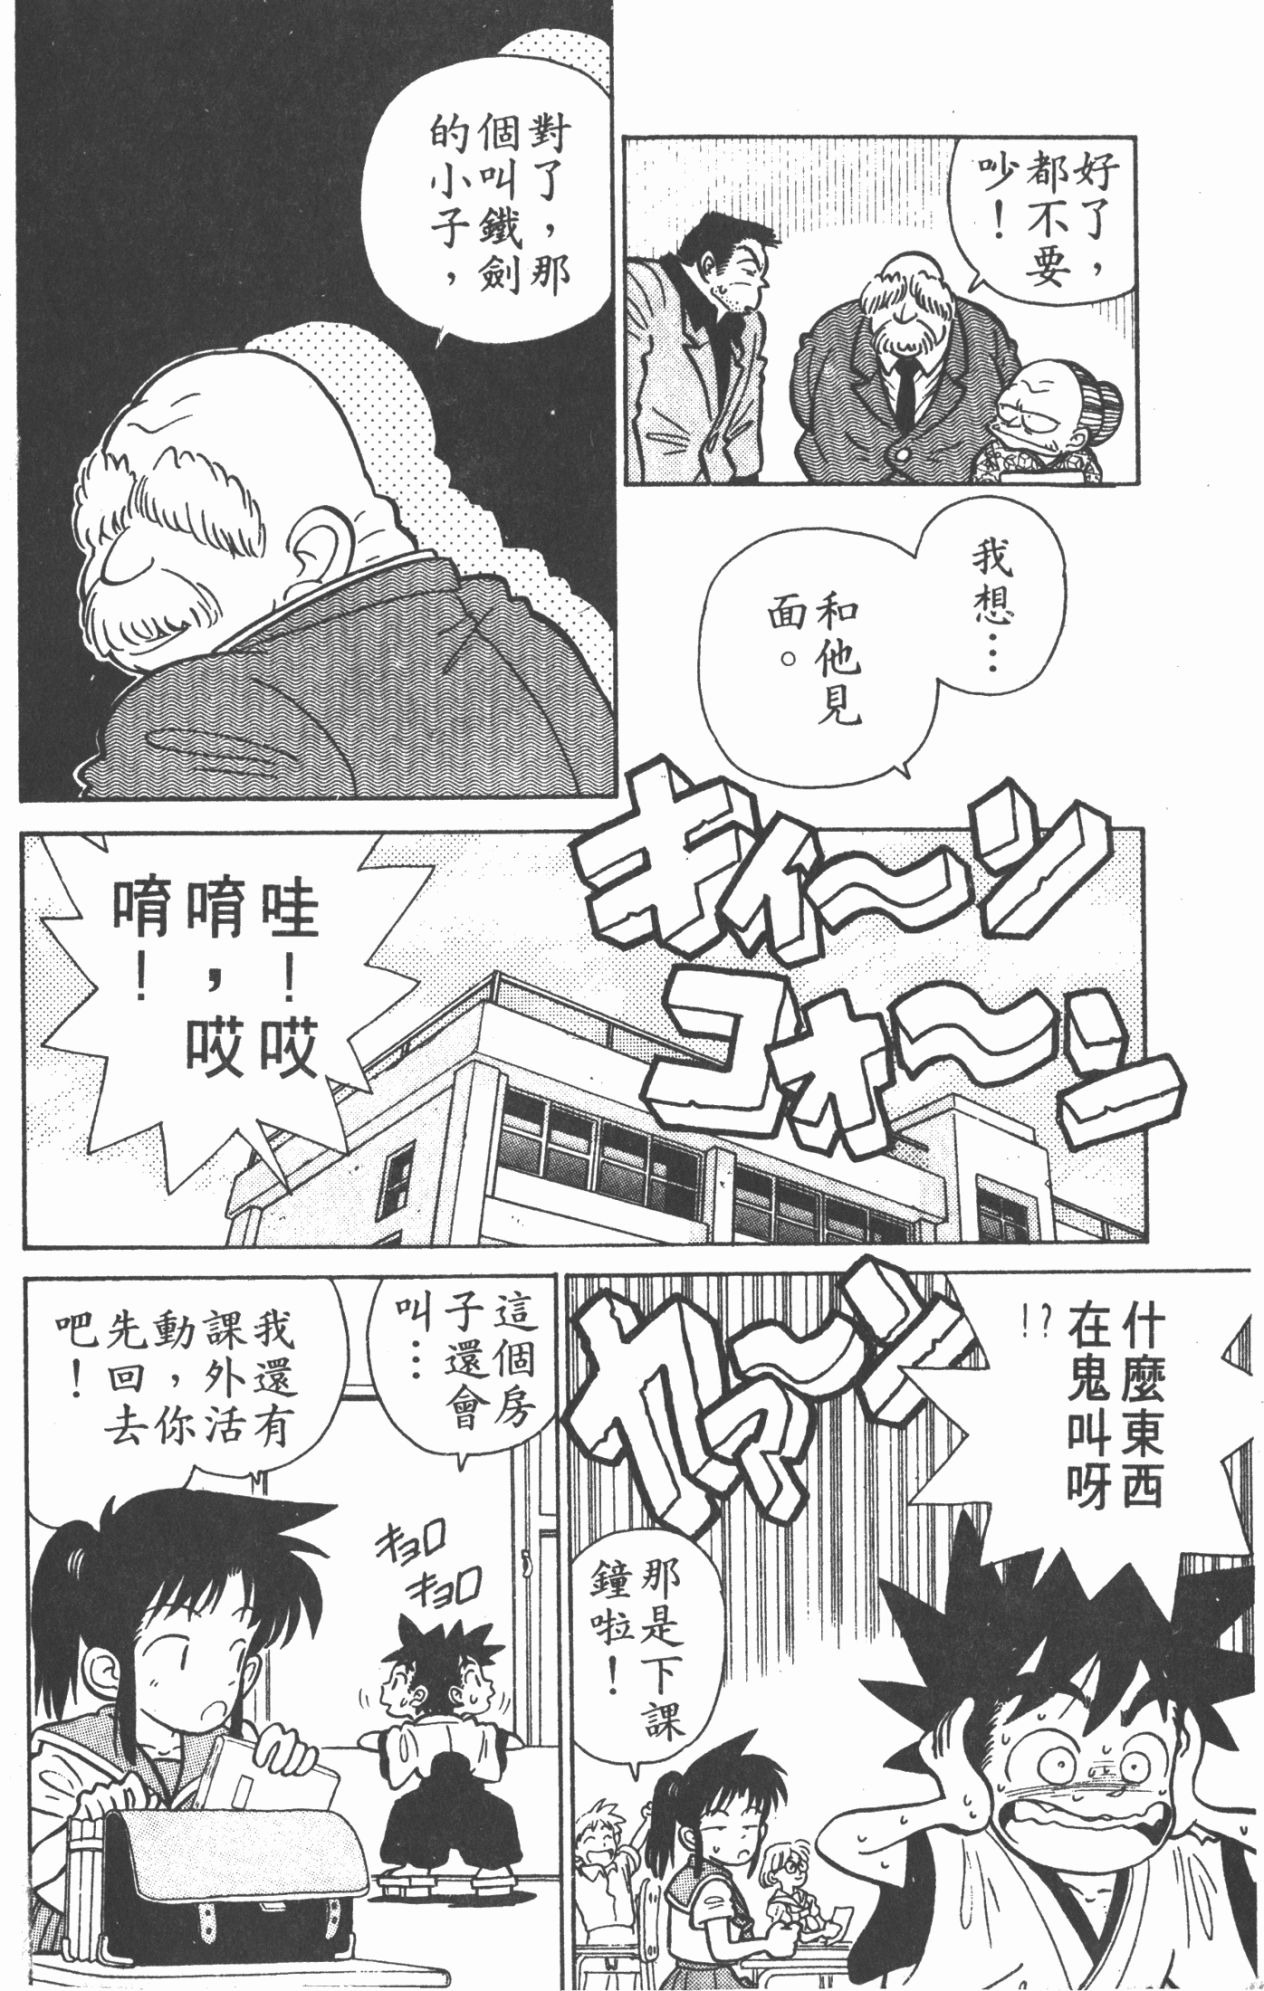 好了，
都不要
吵！
對了，那
個叫鐵劍
的小子，
我想…
和他見
面。
キィ～ン
コォ～ン
哇！哎
唷，哎
唷！
カァ～ン
什麼東西
在鬼叫呀
!?
那是下課
鐘啦！
這個房
子還會
叫…
キョロ
キョロ
我還有
課外活
動，你
先回去
吧！